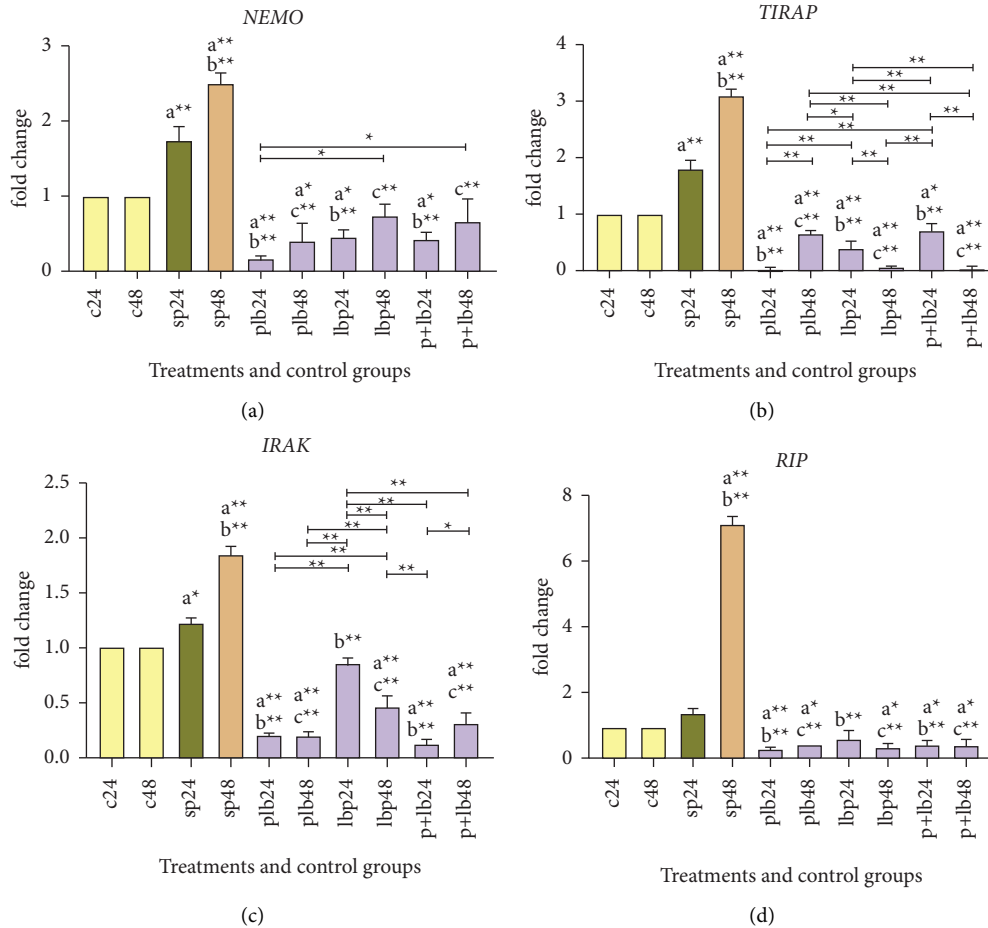 NEMO
fold change
3
2
1
0
a**
a**
b**
a**
b**
a*
c**
a*
b**
c**
a*
b**
c**
*
*
c24
c48
sp24
sp48
plb24
plb48
lbp24
lbp48
p+lb24
p+lb48
Treatments and control groups
(a)
TIRAP
fold change
4
3
2
1
0
a**
a**
b**
a**
b**
a**
c**
a**
b**
a**
c**
a*
b**
a**
c**
**
**
**
**
*
**
**
**
**
**
**
**
c24
c48
sp24
sp48
plb24
plb48
lbp24
lbp48
p+lb24
p+lb48
Treatments and control groups
(b)
IRAK
fold change
2.5
2.0
1.5
1.0
0.5
0.0
a*
a**
b**
a**
b**
a**
c**
b**
a**
c**
a**
b**
a**
c**
**
**
**
**
*
**
**
**
**
c24
c48
sp24
sp48
plb24
plb48
lbp24
lbp48
p+lb24
p+lb48
Treatments and control groups
(c)
RIP
fold change
8
6
4
2
0
a**
b**
a**
b**
a*
c**
b**
a*
c**
a*
b**
a*
c**
c24
c48
sp24
sp48
plb24
plb48
lbp24
lbp48
p+lb24
p+lb48
Treatments and control groups
(d)